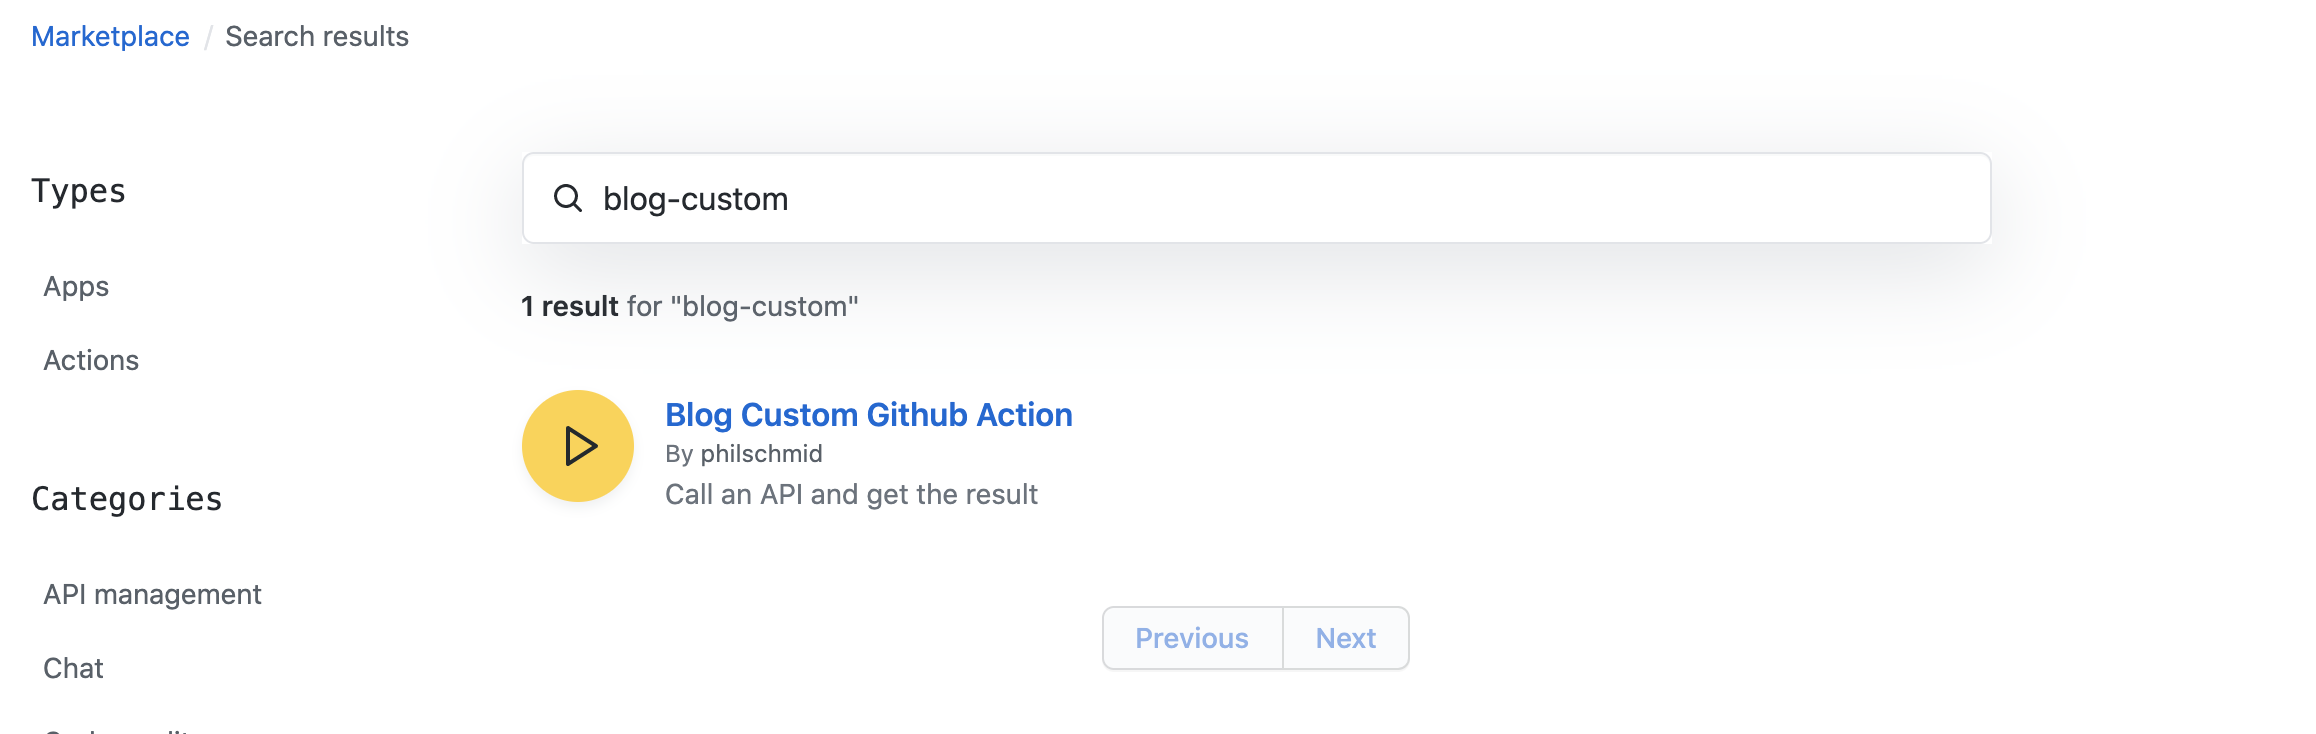 Marketplace / Search results
Types
Apps
Actions
Categories
API management
Chat
blog-custom
1 result for "blog-custom"
Blog Custom Github Action
By philschmid
Call an API and get the result
Previous
Next